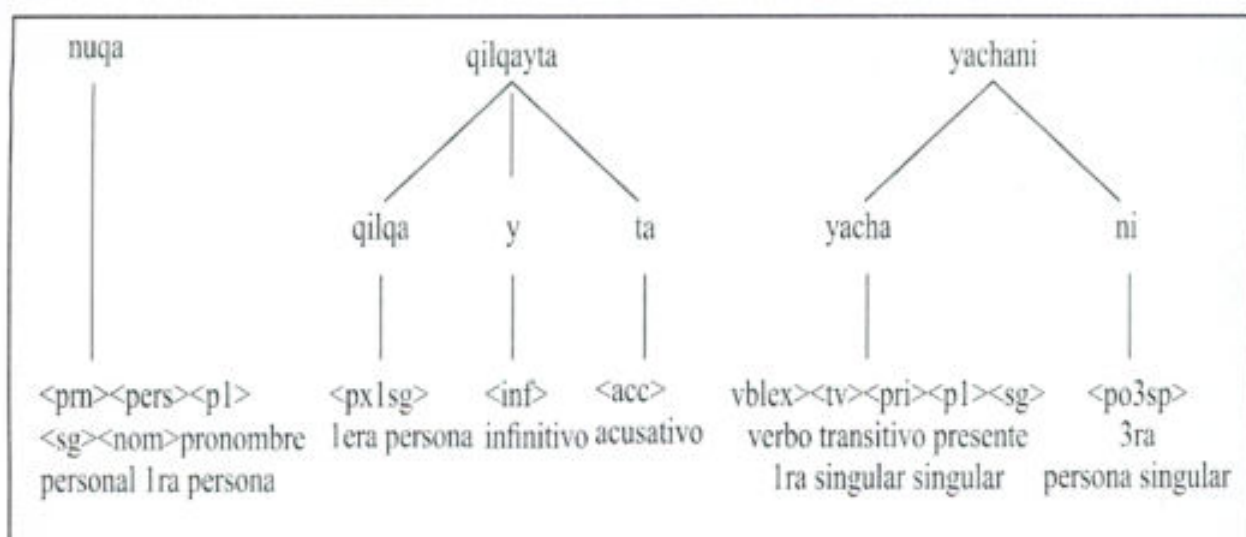 nuqa qilqayta yachani
qilqa y ta yacha ni
<prn><pers><p1> <px1sg> <inf> <acc> vblex><tv><pri><p1><sg> <po3sp>
<sg><nom>pronombre 1era persona infinitivo acusativo verbo transitivo presente 3ra
personal 1ra persona 1ra singular singular persona singular